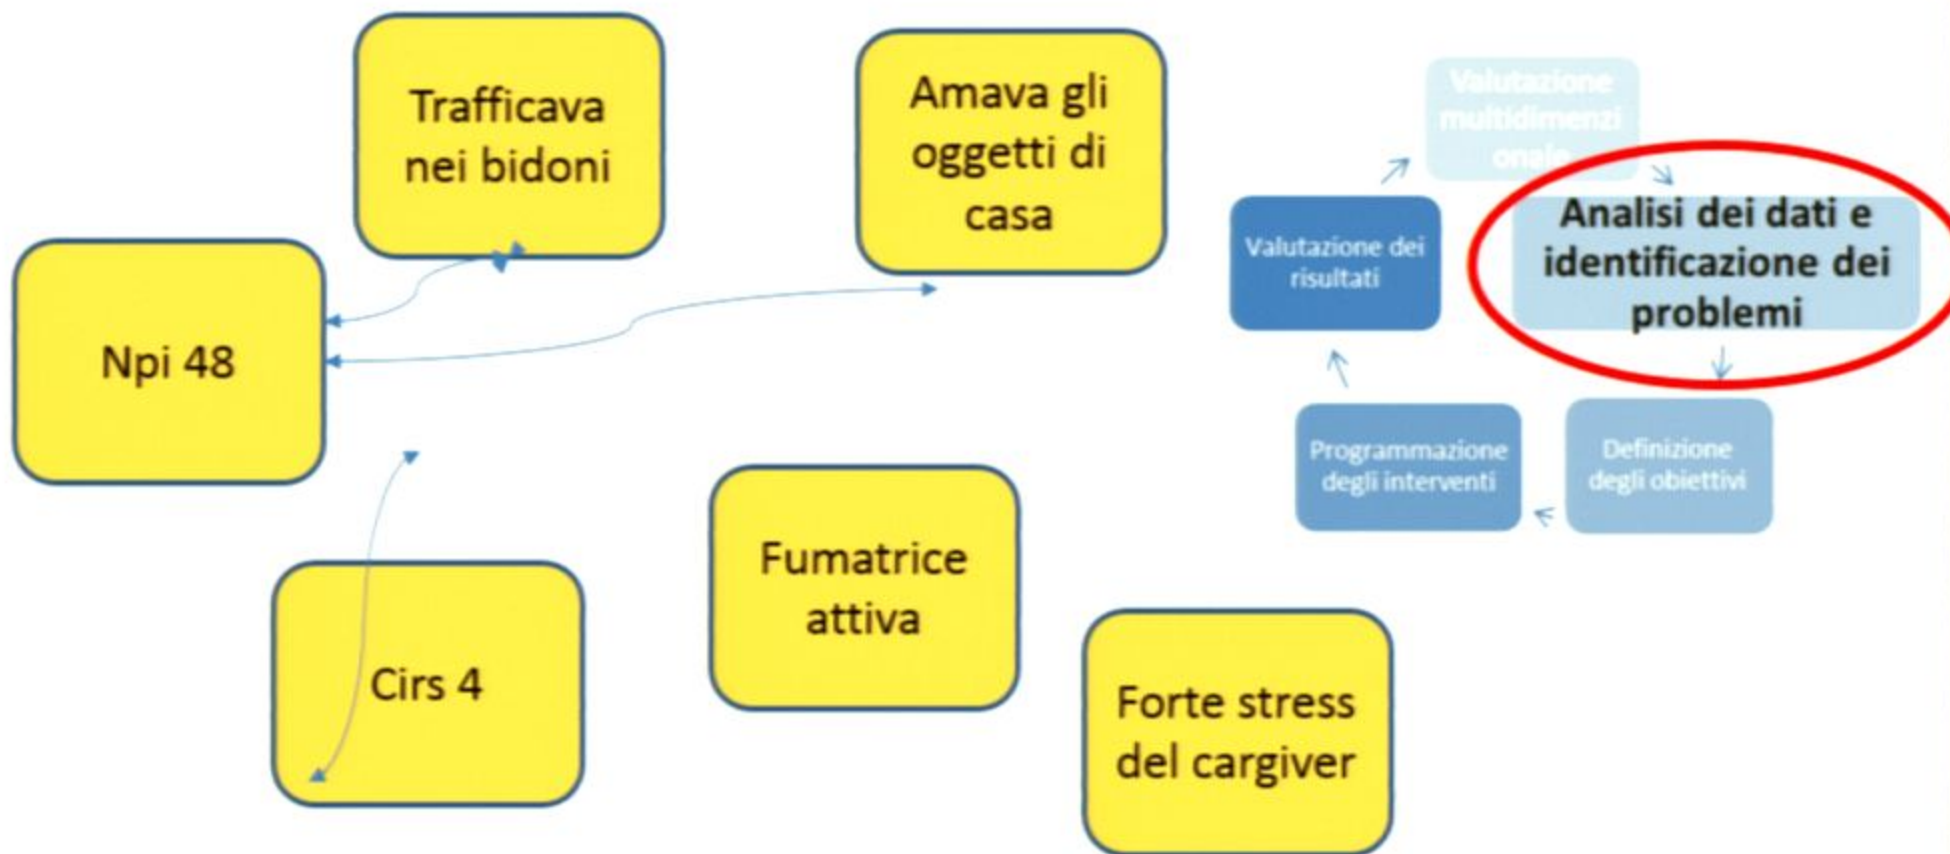 Trafficava
nei bidoni
Amava gli
oggetti di
casa
Npi 48
Cirs 4
Fumatrice
attiva
Forte stress
del cargiver
Valutazione
multidimenzi
onale
Analisi dei dati e
identificazione dei
problemi
Definizione
degli obiettivi
Programmazione
degli interventi
Valutazione dei
risultati